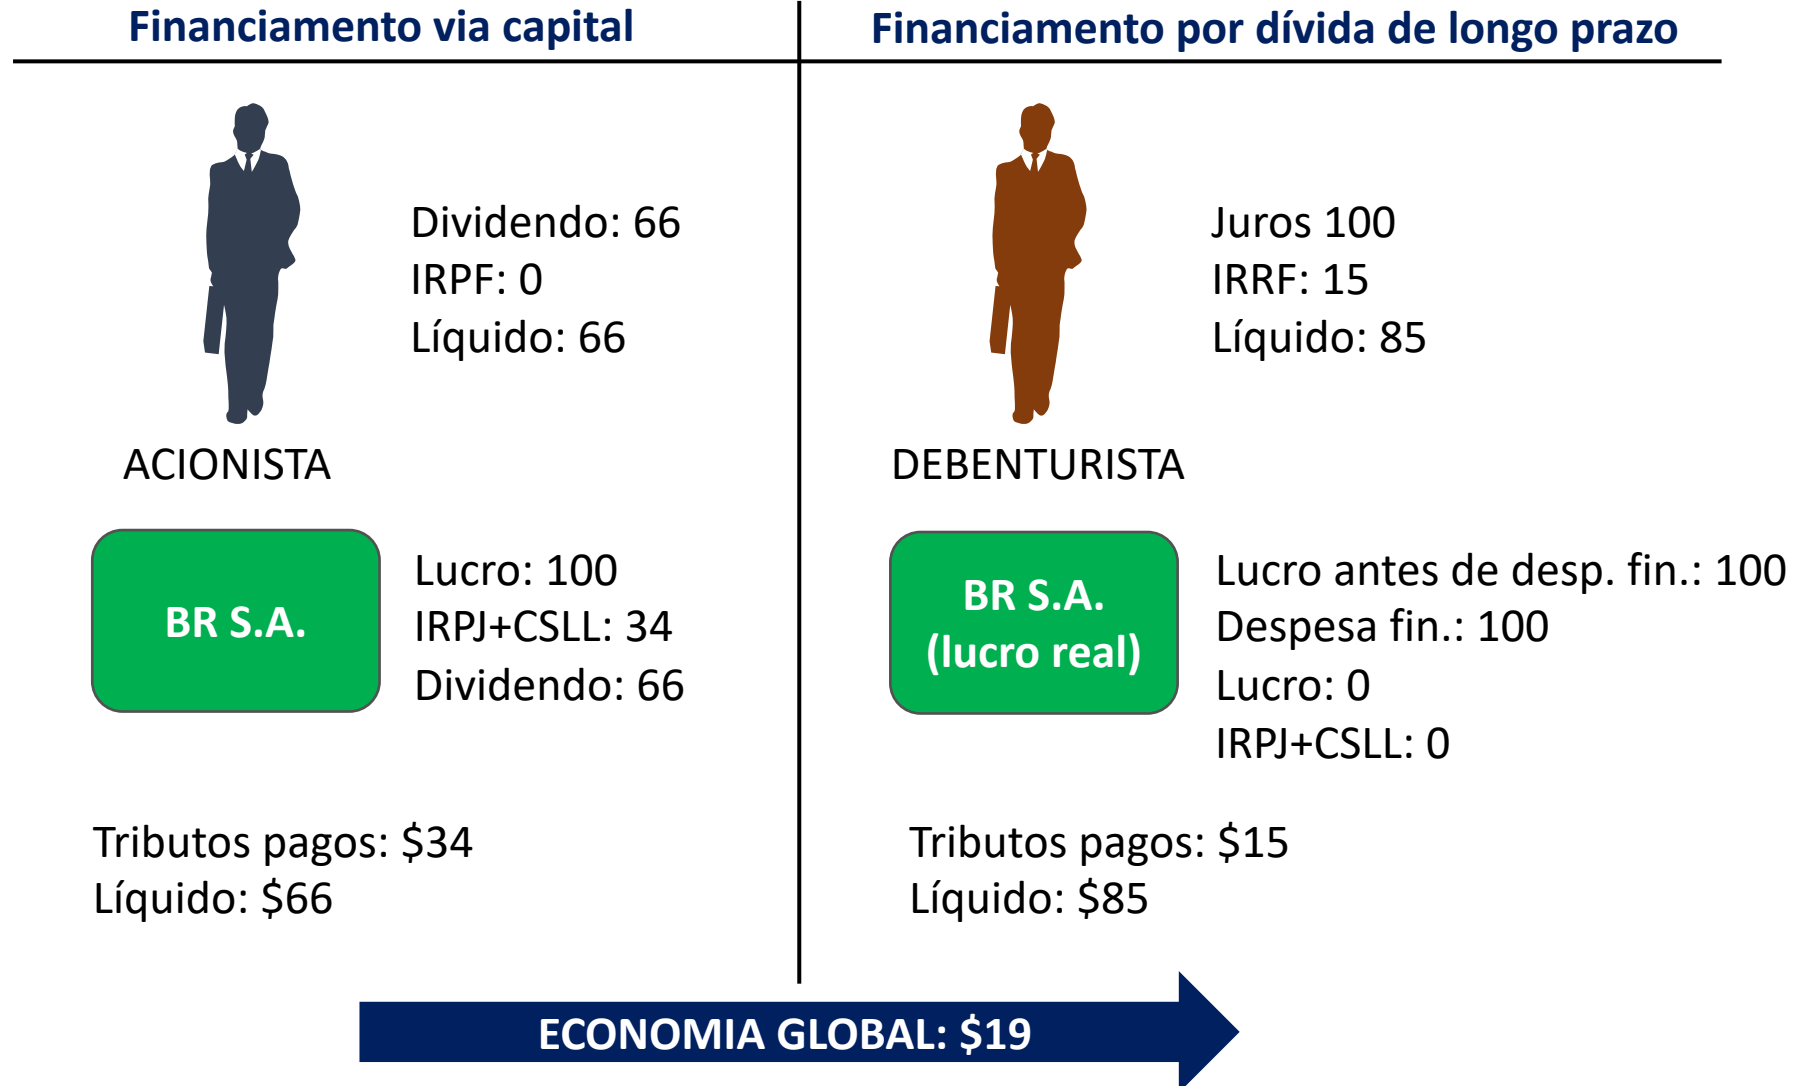 Financiamento via capital
Dividendo: 66
IRPF: 0
Líquido: 66
ACIONISTA
BR S.A.
Lucro: 100
IRPJ+CSLL: 34
Dividendo: 66
Tributos pagos: $34
Líquido: $66
Financiamento por dívida de longo prazo
Juros 100
IRRF: 15
Líquido: 85
DEBENTURISTA
BR S.A.
(lucro real)
Lucro antes de desp. fin.: 100
Despesa fin.: 100
Lucro: 0
IRPJ+CSLL: 0
Tributos pagos: $15
Líquido: $85
ECONOMIA GLOBAL: $19